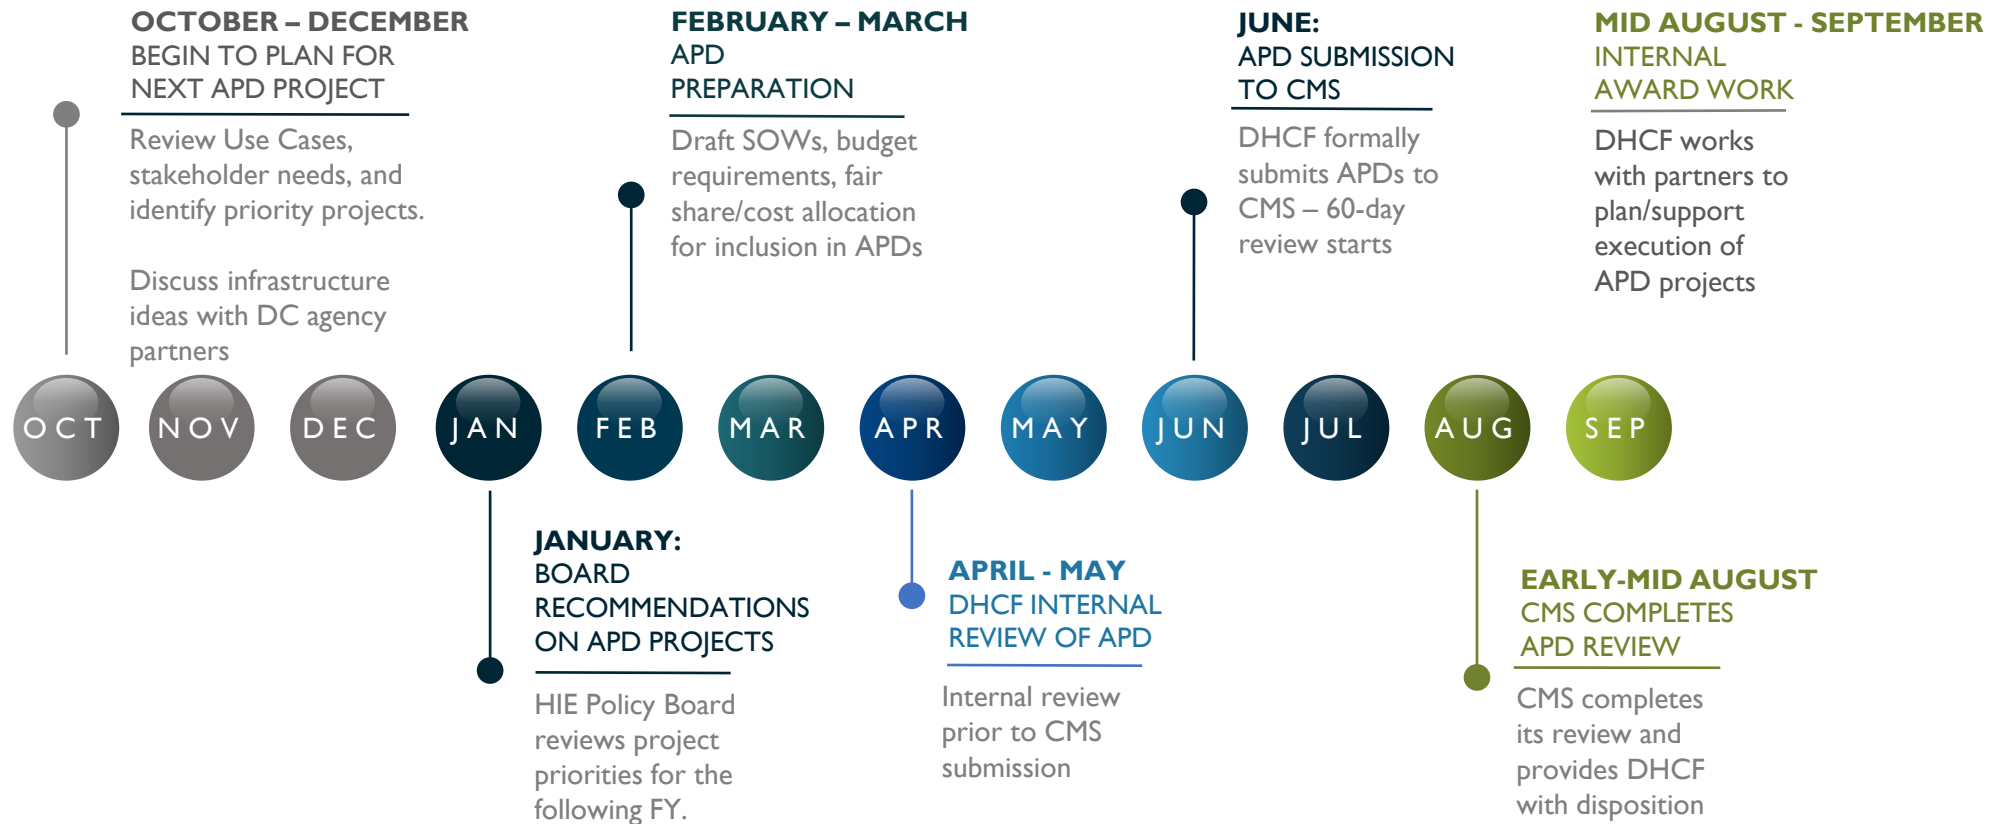 OCTOBER – DECEMBER
BEGIN TO PLAN FOR
NEXT APD PROJECT
Review Use Cases,
stakeholder needs, and
identify priority projects.
Discuss infrastructure
ideas with DC agency
partners
FEBRUARY – MARCH
APD
PREPARATION
Draft SOWs, budget
requirements, fair
share/cost allocation
for inclusion in APDs
JUNE:
APD SUBMISSION
TO CMS
DHCF formally
submits APDs to
CMS – 60-day
review starts
MID AUGUST - SEPTEMBER
INTERNAL
AWARD WORK
DHCF works
with partners to
plan/support
execution of
APD projects
OCT
NOV
DEC
JAN
FEB
MAR
APR
MAY
JUN
JUL
AUG
SEP
JANUARY:
BOARD
RECOMMENDATIONS
ON APD PROJECTS
HIE Policy Board
reviews project
priorities for the
following FY.
APRIL - MAY
DHCF INTERNAL
REVIEW OF APD
Internal review
prior to CMS
submission
EARLY-MID AUGUST
CMS COMPLETES
APD REVIEW
CMS completes
its review and
provides DHCF
with disposition